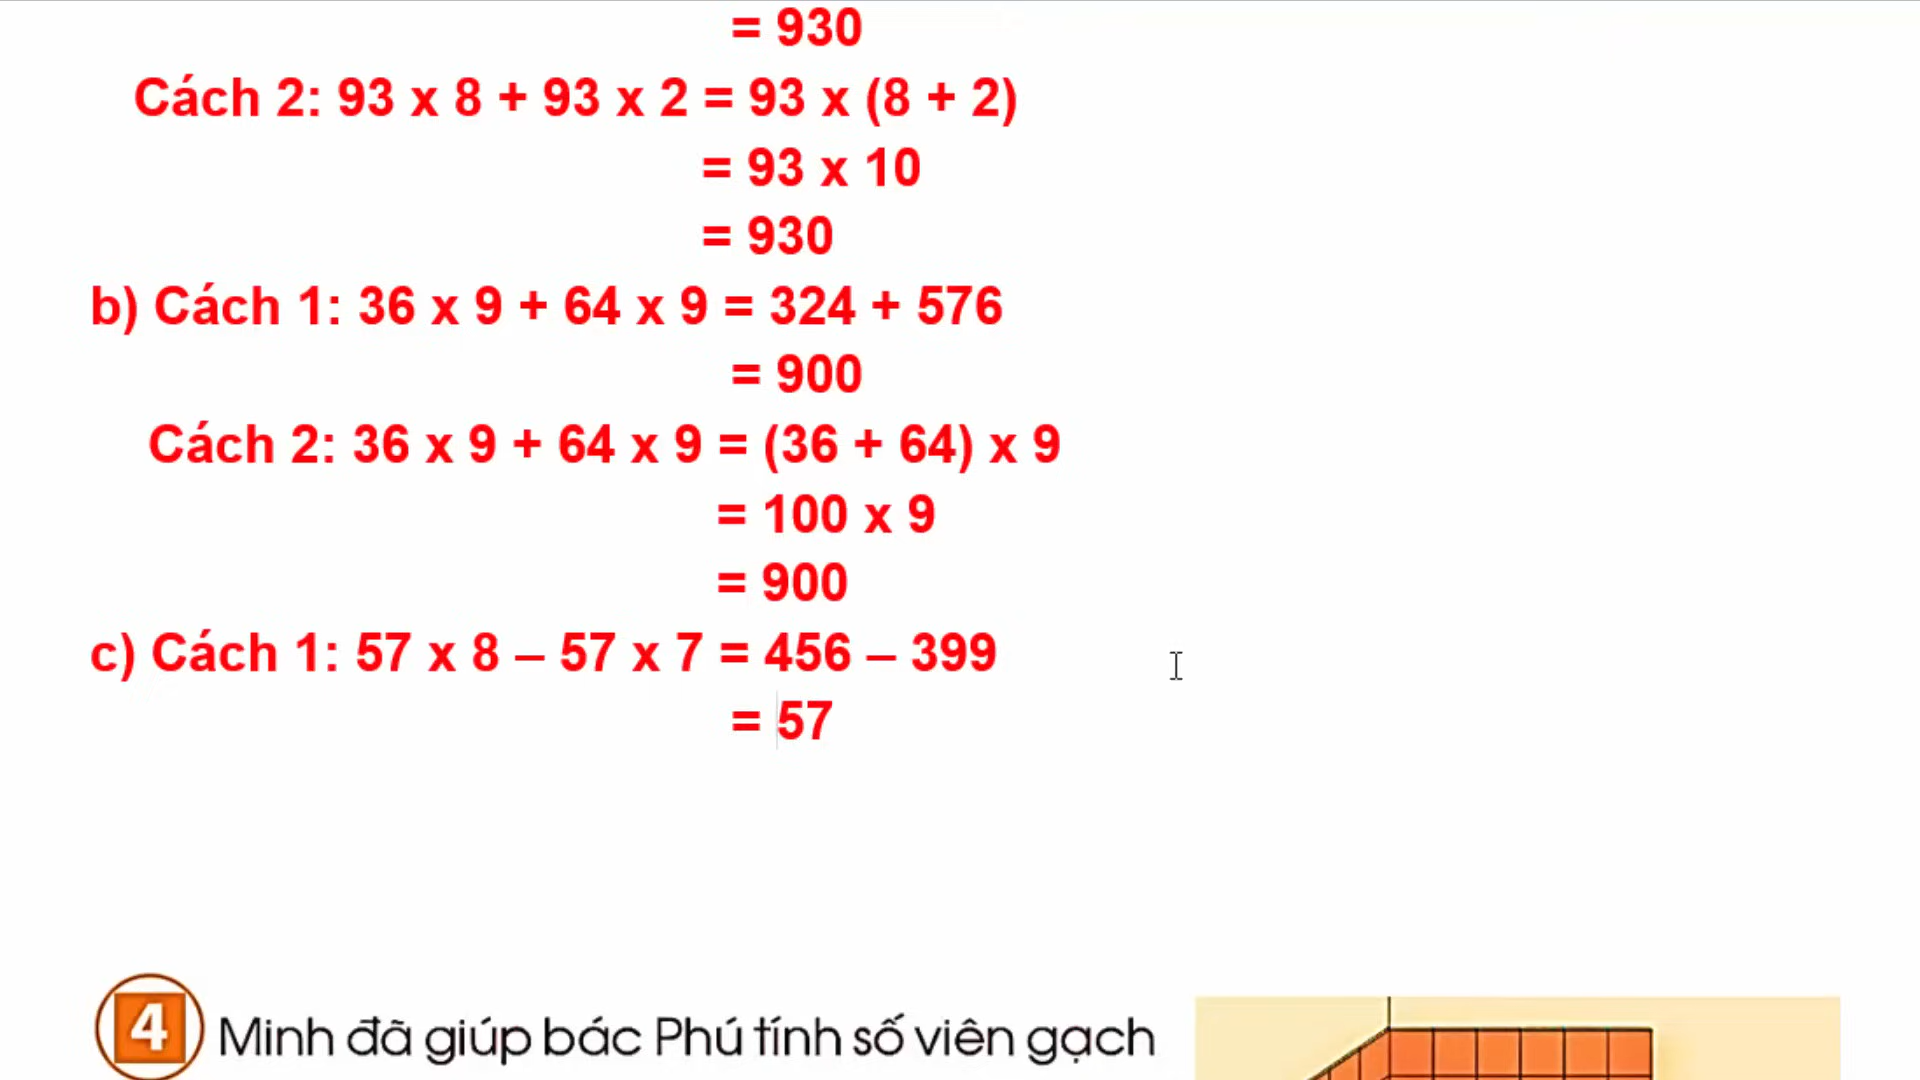 = 930
Cách 2: 93 x 8 + 93 x 2 = 93 x (8 + 2)
= 93 x 10
= 930
b) Cách 1: 36 x 9 + 64 x 9 = 324 + 576
= 900
Cách 2: 36 x 9 + 64 x 9 = (36 + 64) x 9
= 100 x 9
= 900
c) Cách 1: 57 x 8 – 57 x 7 = 456 – 399
= 57
4 Minh đã giúp bác Phú tính số viên gạch